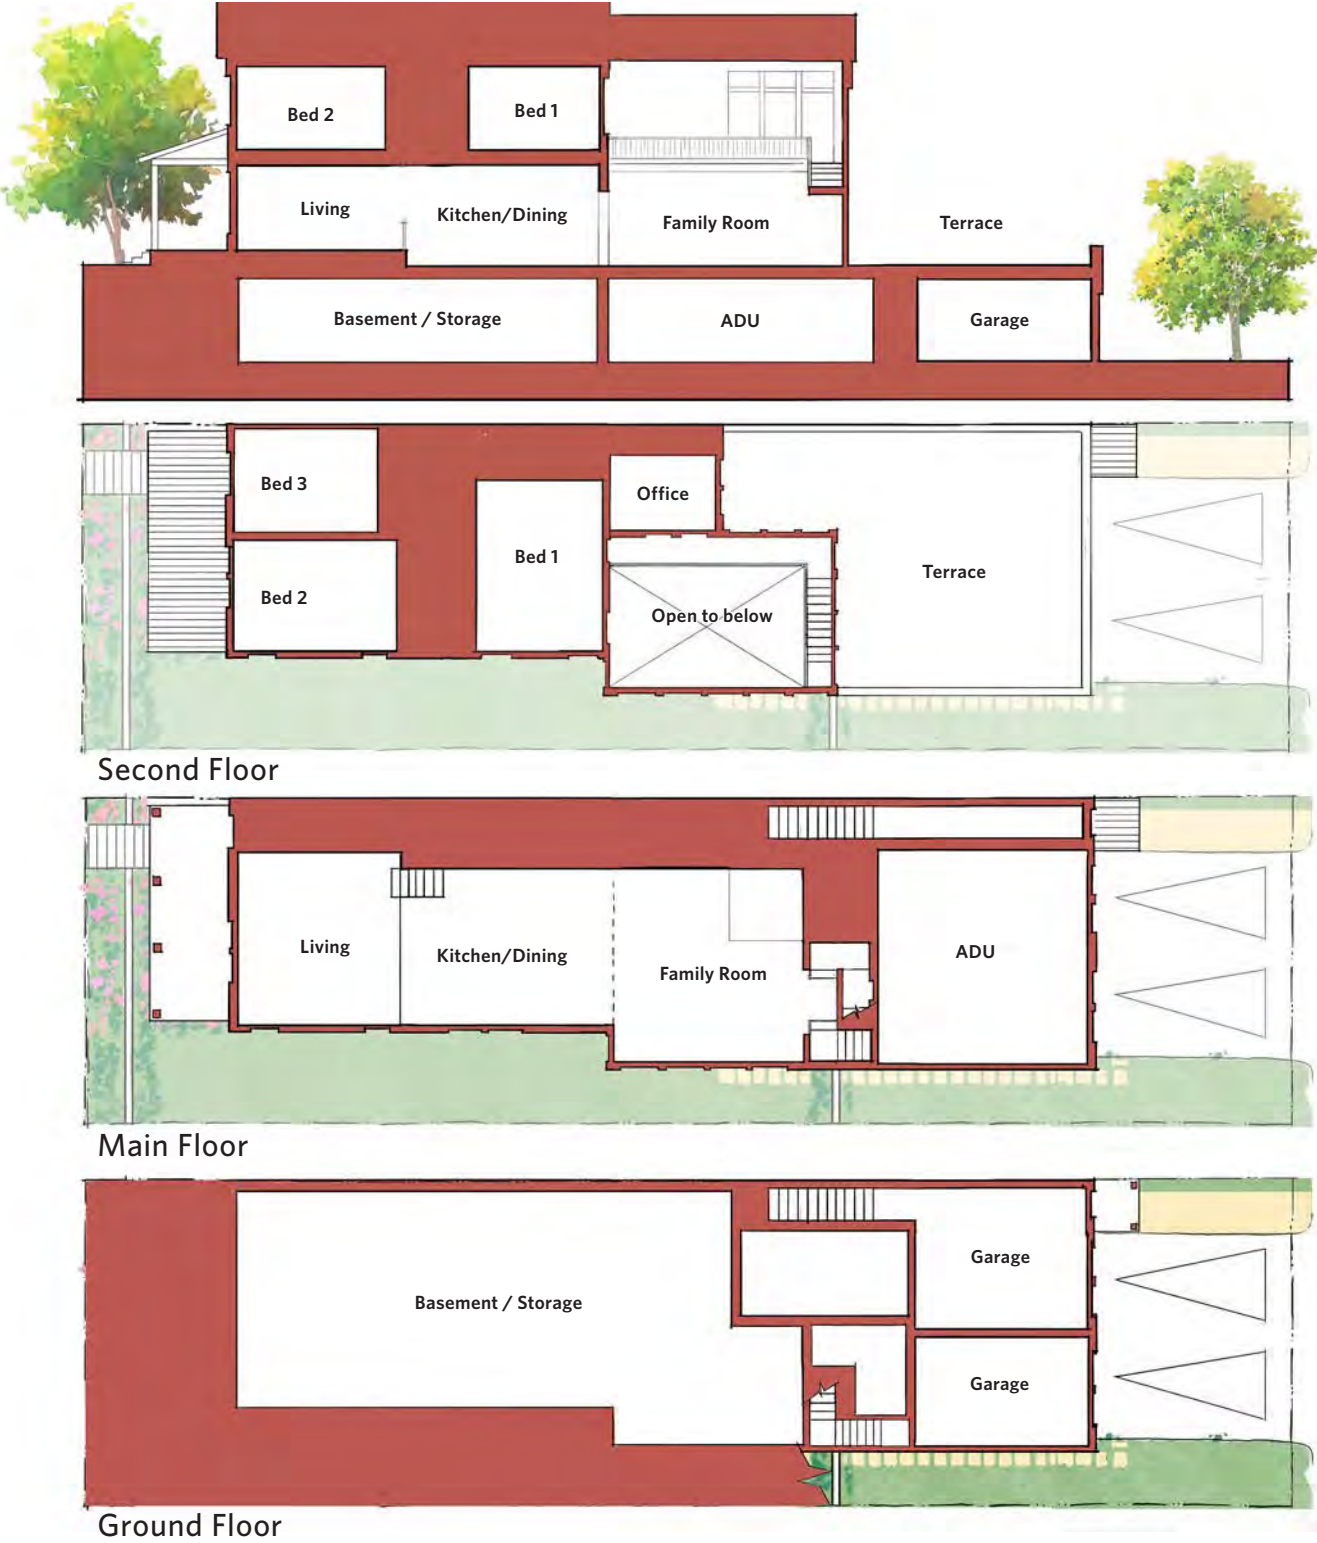 Bed 2
Bed 1
Living
Kitchen/Dining
Family Room
Terrace
Basement / Storage
ADU
Garage
Bed 3
Office
Bed 1
Bed 2
Open to below
Terrace
Second Floor
Living
Kitchen/Dining
Family Room
ADU
Main Floor
Garage
Basement / Storage
Garage
Ground Floor